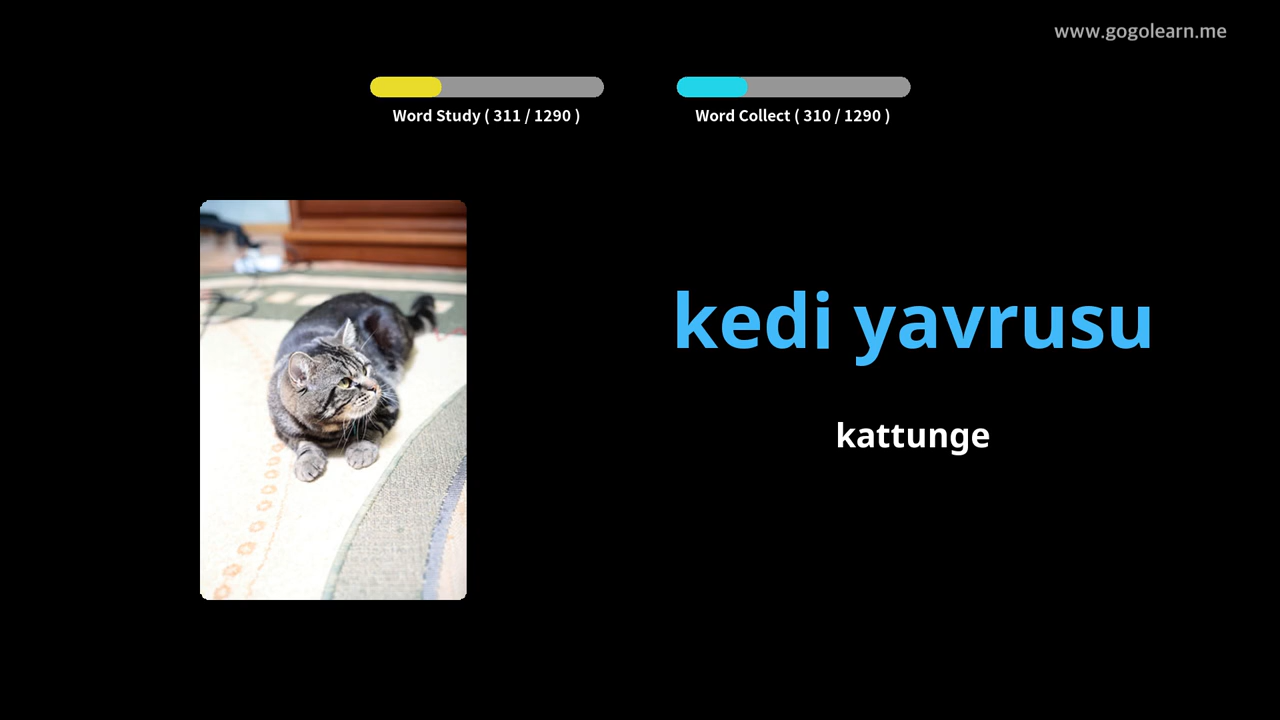 www.gogolearn.me
Word Study ( 311 / 1290 )
Word Collect ( 310 / 1290 )
kedi yavrusu
kattunge